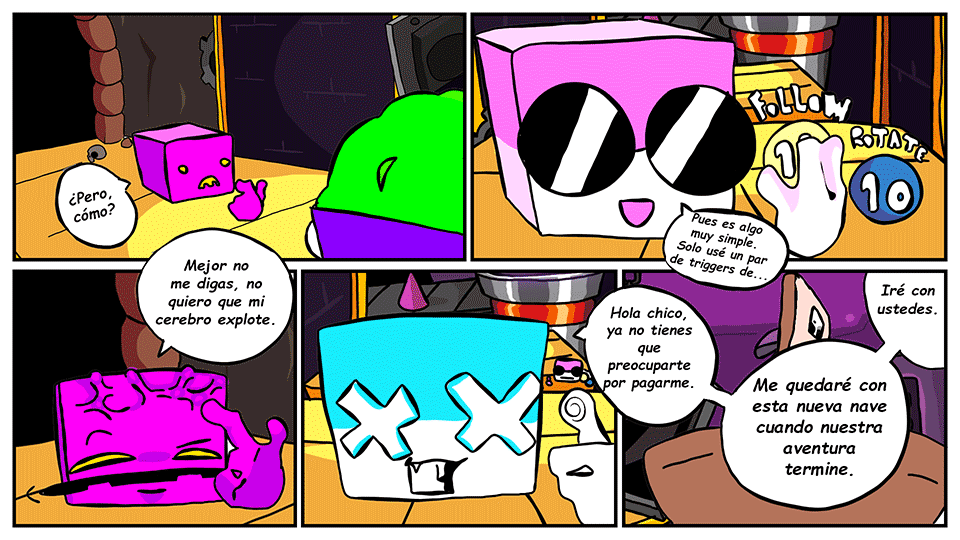 ¿Pero,
cómo?
FOLLOW
ROTATE
1
10
Pues es algo
muy simple.
Solo usé un par
de triggers de...
Mejor no
me digas, no
quiero que mi
cerebro explote.
Hola chico,
ya no tienes
que
preocuparte
por pagarme.
Iré con
ustedes.
Me quedaré con
esta nueva nave
cuando nuestra
aventura
termine.